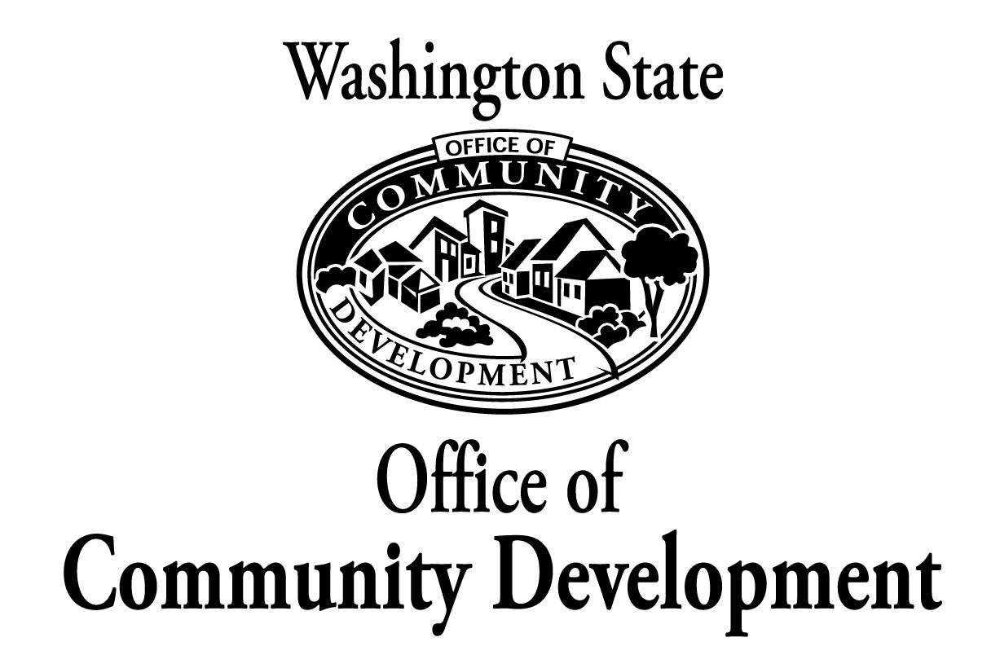 Washington State
OFFICE OF
COMMUNITY
DEVELOPMENT
Office of
Community Development